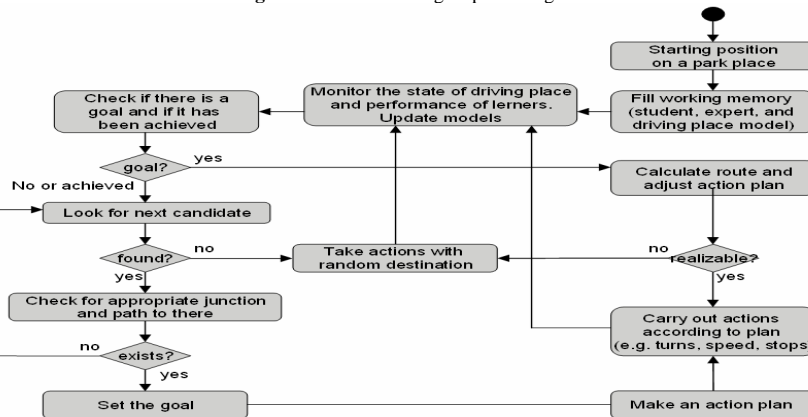 Starting position
on a park place
Fill working memory
(student, expert, and
driving place model)
Monitor the state of driving place
and performance of lerners.
Update models
Check if there is a
goal and if it has
been achieved
goal?
yes
No or achieved
Calculate route and
adjust action plan
Look for next candidate
found?
no
yes
Take actions with
random destination
no
realizable?
yes
Check for appropriate junction
and path to there
Carry out actions
according to plan
(e.g. turns, speed, stops
no
exists?
yes
Set the goal
Make an action plan